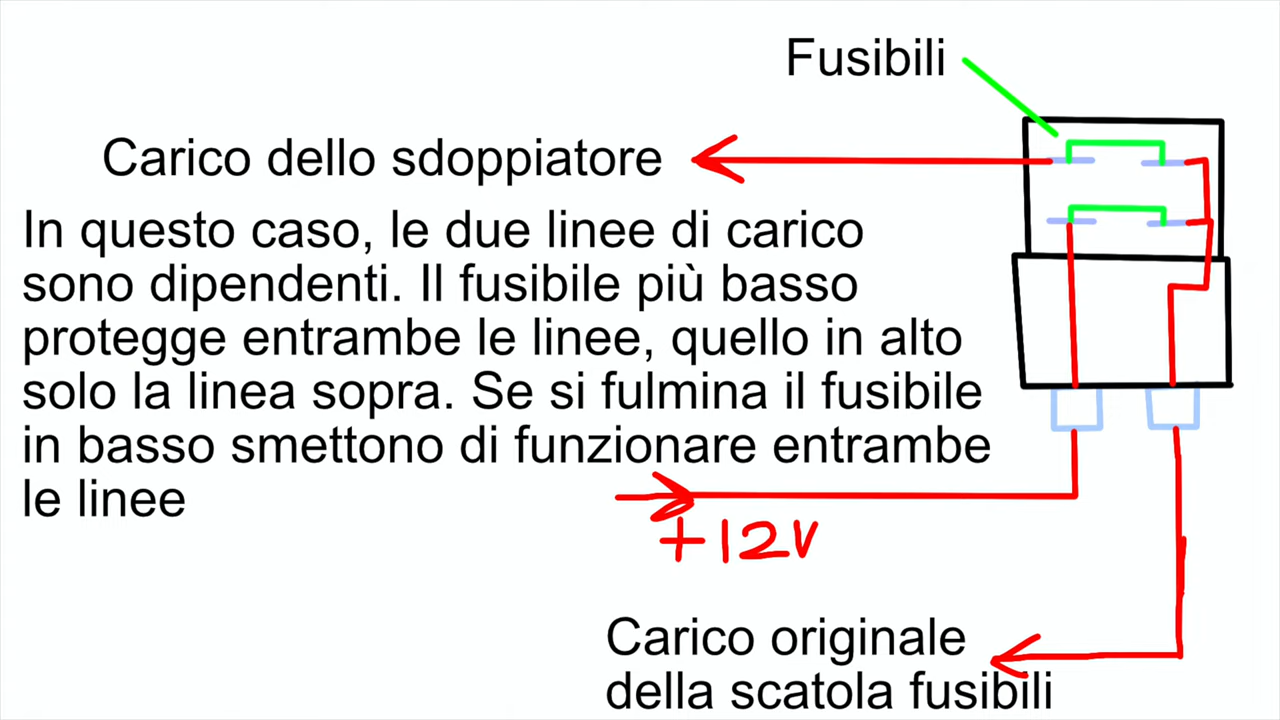 Fusibili
Carico dello sdoppiatore
In questo caso, le due linee di carico
sono dipendenti. Il fusibile più basso
protegge entrambe le linee, quello in alto
solo la linea sopra. Se si fulmina il fusibile
in basso smettono di funzionare entrambe
le linee
+12V
Carico originale
della scatola fusibili